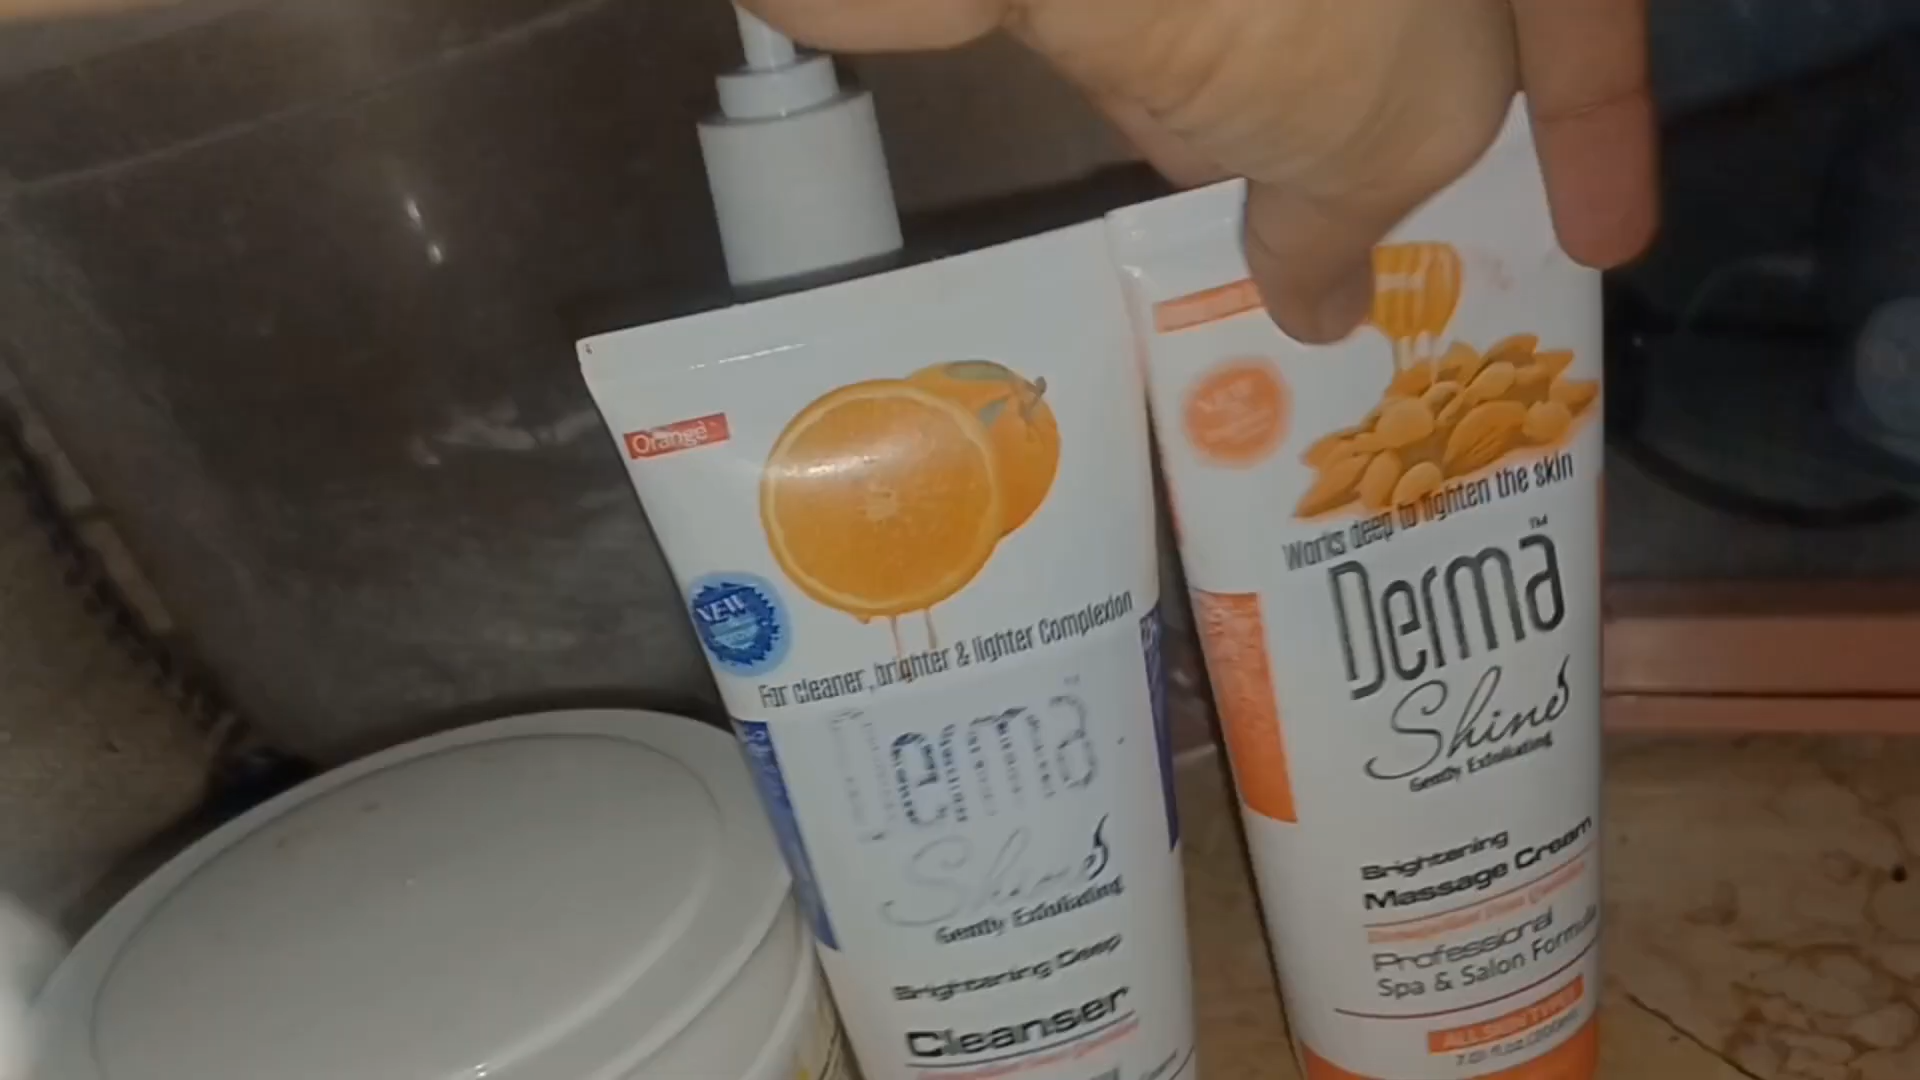 Orange
NEW
For cleaner, brighter & lighter Complexion
Derma
Shine
Gently Exfoliating
Brightening Deep
Cleanser
NEW
Works deep to lighten the skin
Derma™
Shine
Gently Exfoliating
Brightening
Massage Cream
Professional
Spa & Salon Formula
ALL SKIN TYPES